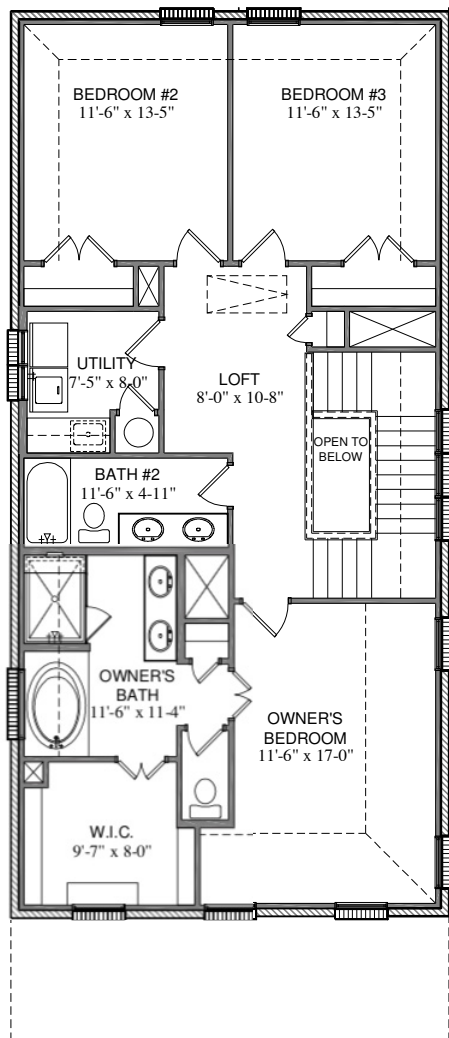 BEDROOM #2
11'-6" x 13-5"
BEDROOM #3
11'-6" x 13-5"
UTILITY
7'-5" x 8-0"
LOFT
8'-0" x 10-8"
OPEN TO
BELOW
BATH #2
11'-6" x 4-11"
OWNER'S
BATH
11'-6" x 11-4"
OWNER'S
BEDROOM
11'-6" x 17-0"
W.I.C.
9'-7" x 8-0"